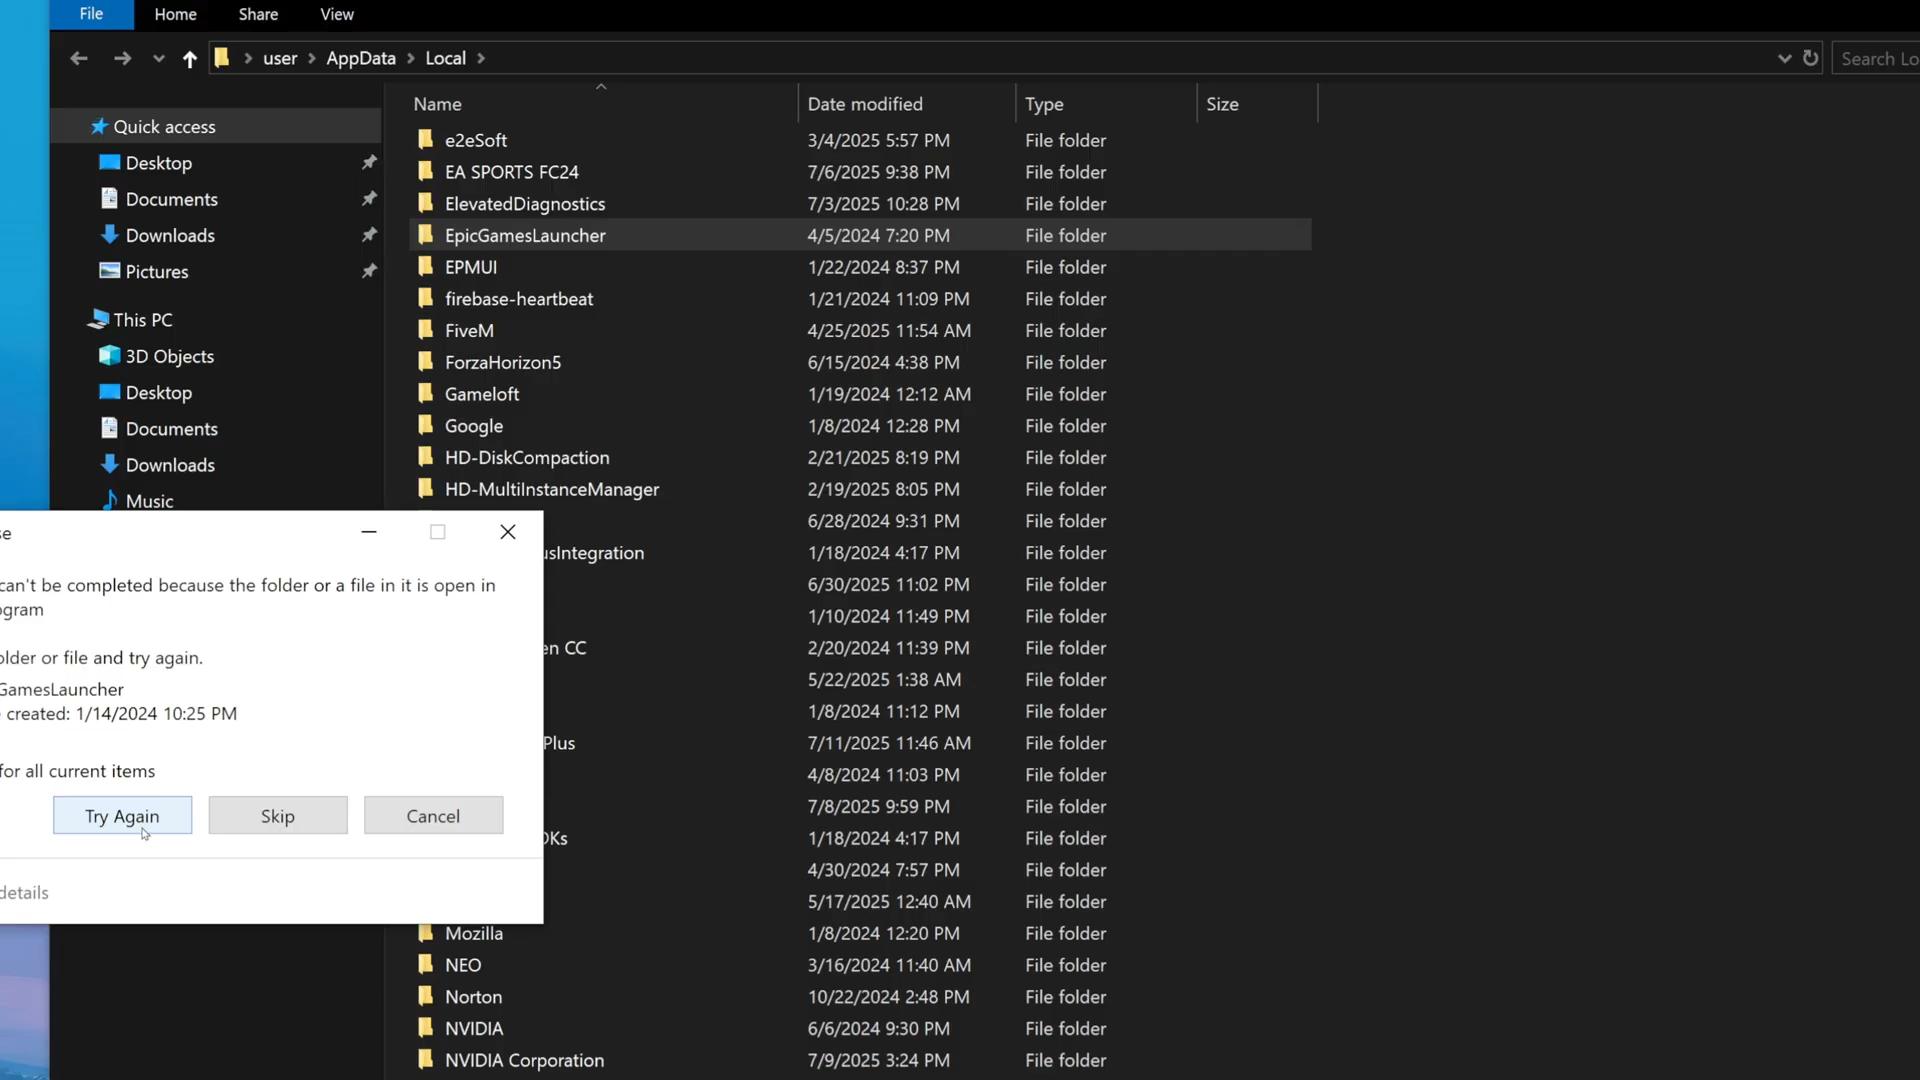 File Home Share View
user AppData Local
Search Lo
Name Date modified Type Size
Quick access
Desktop
Documents
Downloads
Pictures
This PC
3D Objects
Desktop
Documents
Downloads
Music
e2eSoft 3/4/2025 5:57 PM File folder
EA SPORTS FC24 7/6/2025 9:38 PM File folder
ElevatedDiagnostics 7/3/2025 10:28 PM File folder
EpicGamesLauncher 4/5/2024 7:20 PM File folder
EPMUI 1/22/2024 8:37 PM File folder
firebase-heartbeat 1/21/2024 11:09 PM File folder
FiveM 4/25/2025 11:54 AM File folder
ForzaHorizon5 6/15/2024 4:38 PM File folder
Gameloft 1/19/2024 12:12 AM File folder
Google 1/8/2024 12:28 PM File folder
HD-DiskCompaction 2/21/2025 8:19 PM File folder
HD-MultiInstanceManager 2/19/2025 8:05 PM File folder
6/28/2024 9:31 PM File folder
usIntegration 1/18/2024 4:17 PM File folder
6/30/2025 11:02 PM File folder
1/10/2024 11:49 PM File folder
en CC 2/20/2024 11:39 PM File folder
5/22/2025 1:38 AM File folder
1/8/2024 11:12 PM File folder
Plus 7/11/2025 11:46 AM File folder
4/8/2024 11:03 PM File folder
7/8/2025 9:59 PM File folder
DKs 1/18/2024 4:17 PM File folder
4/30/2024 7:57 PM File folder
5/17/2025 12:40 AM File folder
Mozilla 1/8/2024 12:20 PM File folder
NEO 3/16/2024 11:40 AM File folder
Norton 10/22/2024 2:48 PM File folder
NVIDIA 6/6/2024 9:30 PM File folder
NVIDIA Corporation 7/9/2025 3:24 PM File folder
se
can't be completed because the folder or a file in it is open in
ogram
older or file and try again.
GamesLauncher
created: 1/14/2024 10:25 PM
for all current items
Try Again Skip Cancel
details